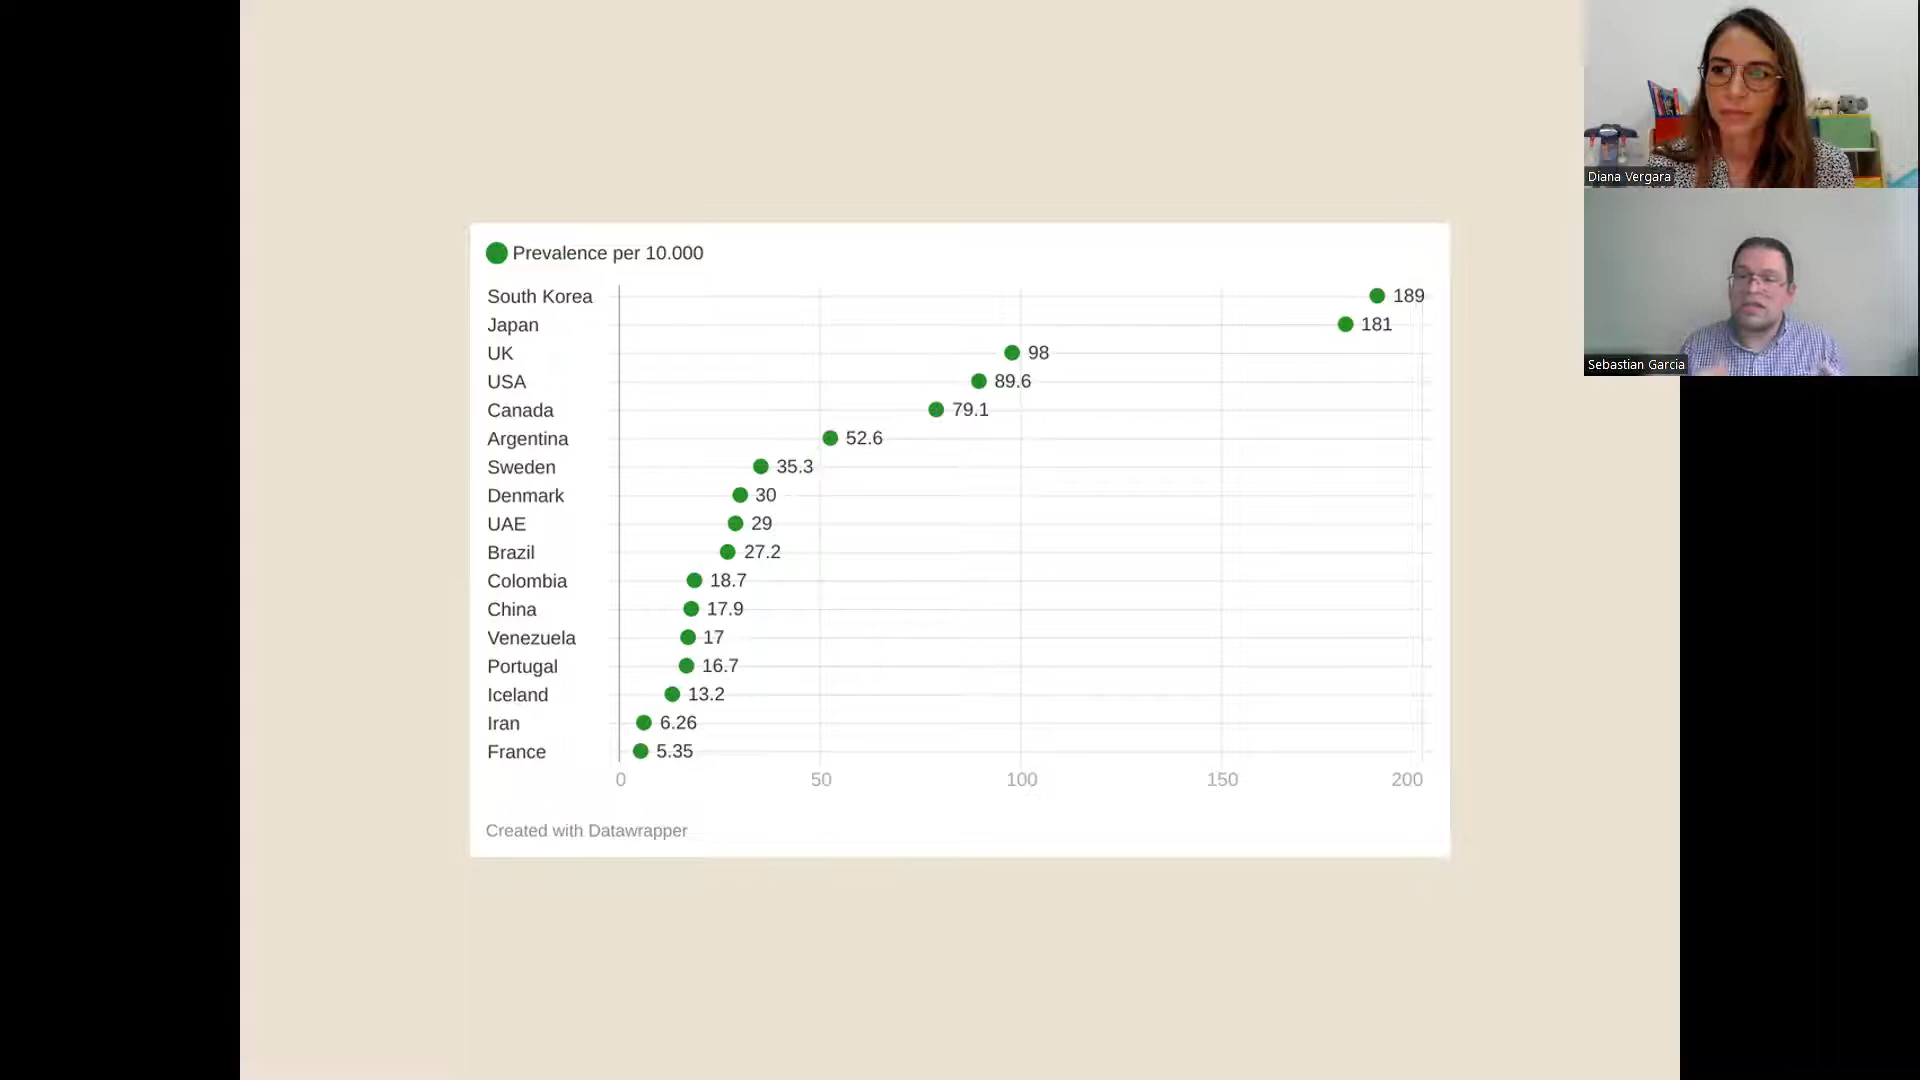 Prevalence per 10.000
South Korea 189
Japan 181
UK 98
USA 89.6
Canada 79.1
Argentina 52.6
Sweden 35.3
Denmark 30
UAE 29
Brazil 27.2
Colombia 18.7
China 17.9
Venezuela 17
Portugal 16.7
Iceland 13.2
Iran 6.26
France 5.35
0 50 100 150 200
Created with Datawrapper
Diana Vergara
Sebastian Garcia